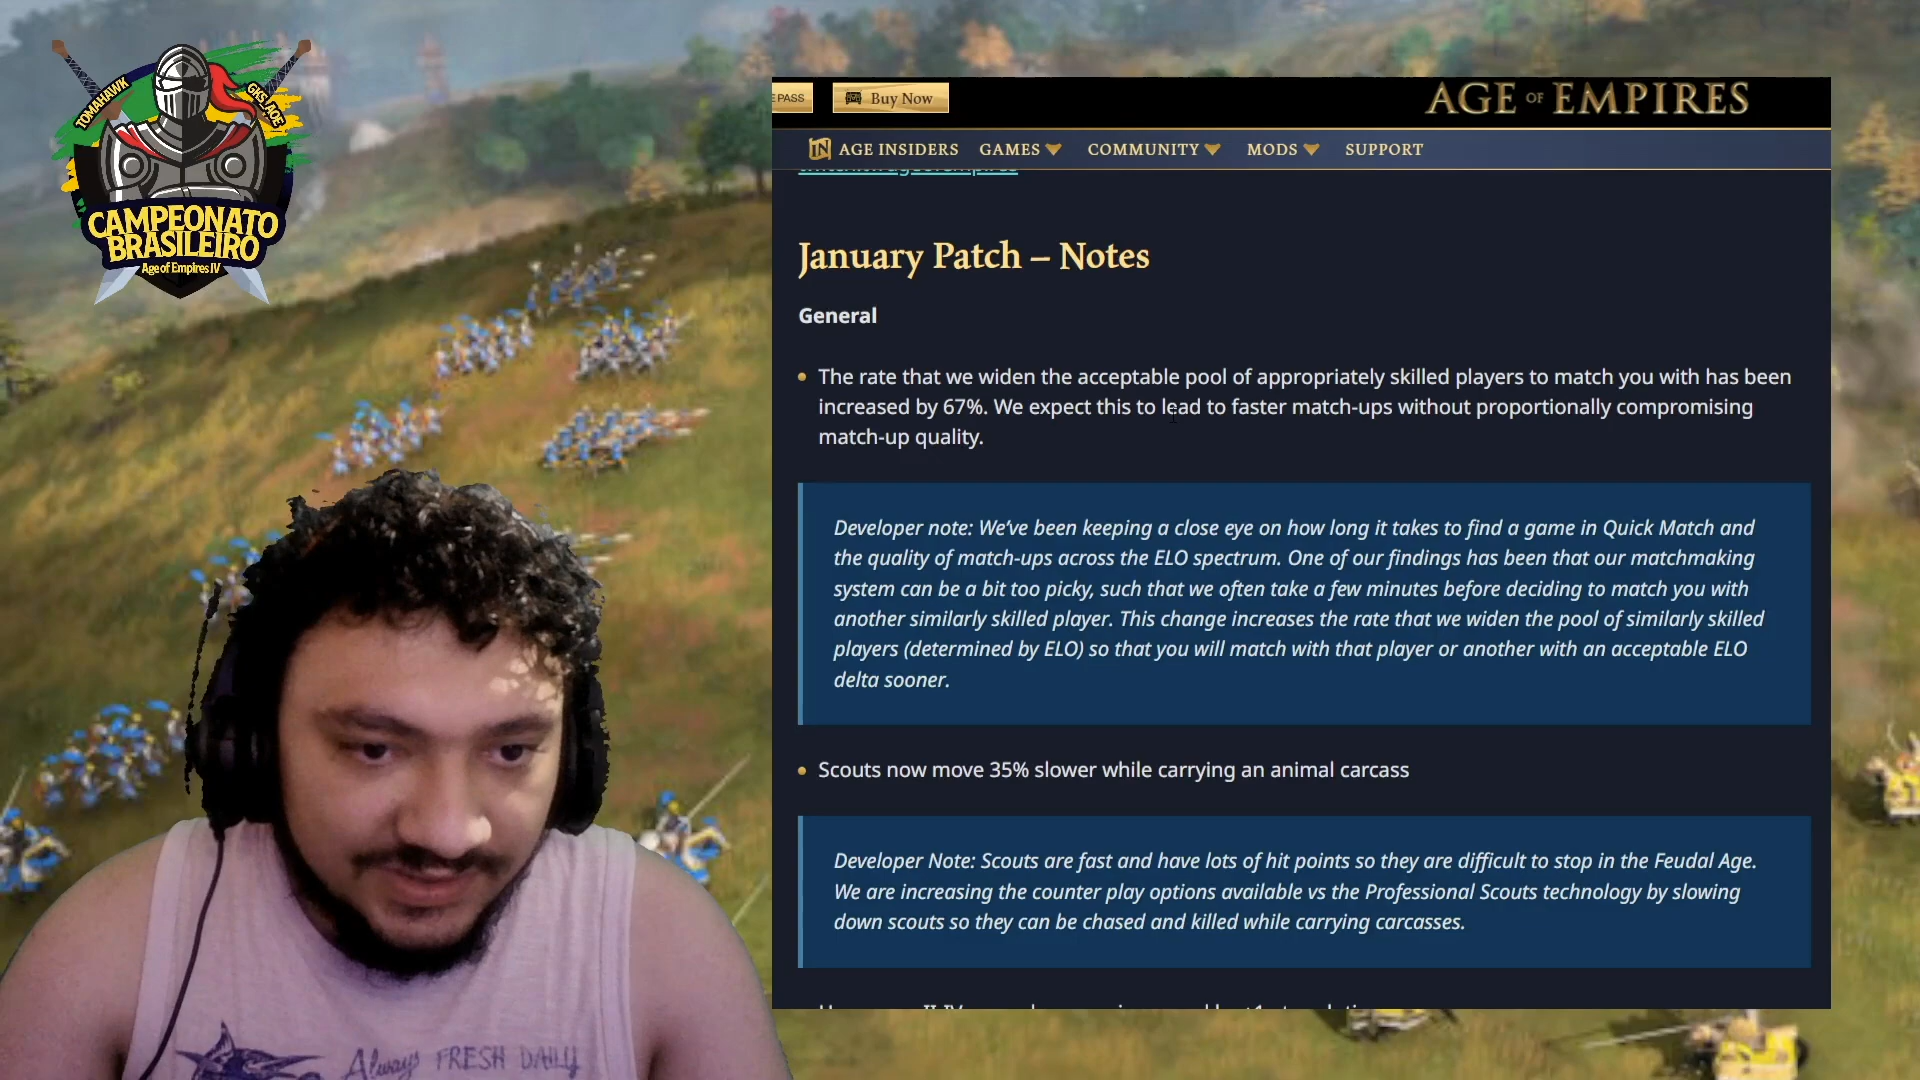 TOMAHAWK
GKS_AOE
CAMPEONATO
BRASILEIRO
Age of Empires IV
E PASS
Buy Now
AGE OF EMPIRES
IN AGE INSIDERS
GAMES
COMMUNITY
MODS
SUPPORT
January Patch – Notes
General
The rate that we widen the acceptable pool of appropriately skilled players to match you with has been
increased by 67%. We expect this to lead to faster match-ups without proportionally compromising
match-up quality.
Developer note: We've been keeping a close eye on how long it takes to find a game in Quick Match and
the quality of match-ups across the ELO spectrum. One of our findings has been that our matchmaking
system can be a bit too picky, such that we often take a few minutes before deciding to match you with
another similarly skilled player. This change increases the rate that we widen the pool of similarly skilled
players (determined by ELO) so that you will match with that player or another with an acceptable ELO
delta sooner.
Scouts now move 35% slower while carrying an animal carcass
Developer Note: Scouts are fast and have lots of hit points so they are difficult to stop in the Feudal Age.
We are increasing the counter play options available vs the Professional Scouts technology by slowing
down scouts so they can be chased and killed while carrying carcasses.
Always FRESH DAILY